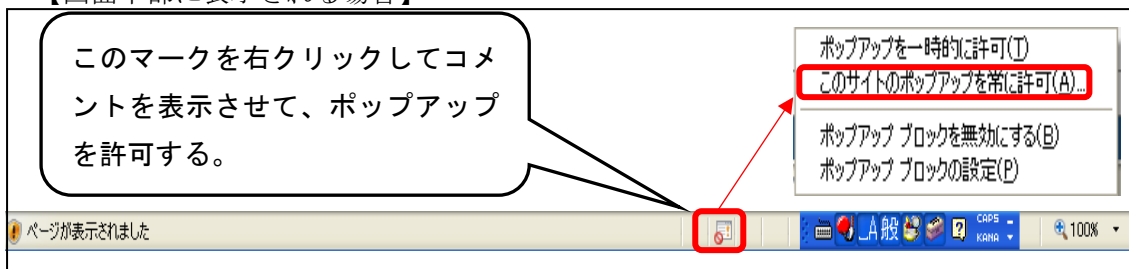 このマークを右クリックしてコメ
ントを表示させて、ポップアップ
を許可する。
ポップアップを一時的に許可(T)
このサイトのポップアップを常に許可(A)...
ポップアップ ブロックを無効にする(B)
ポップアップ ブロックの設定(P)
ページが表示されました
_A 般
CAPS
KANA
100%